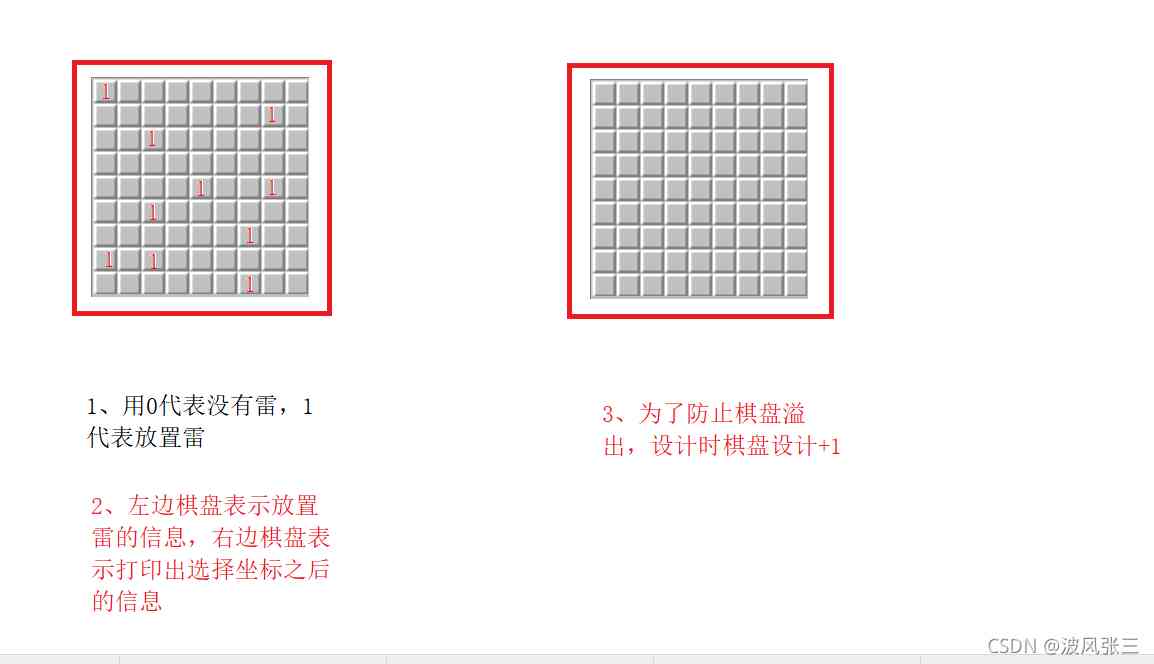 1
1
1
1 1
1
1
1 1
1
1、用0代表没有雷，1
代表放置雷
2、左边棋盘表示放置
雷的信息，右边棋盘表
示打印出选择坐标之后
的信息
3、为了防止棋盘溢
出，设计时棋盘设计+1
CSDN @波风张三